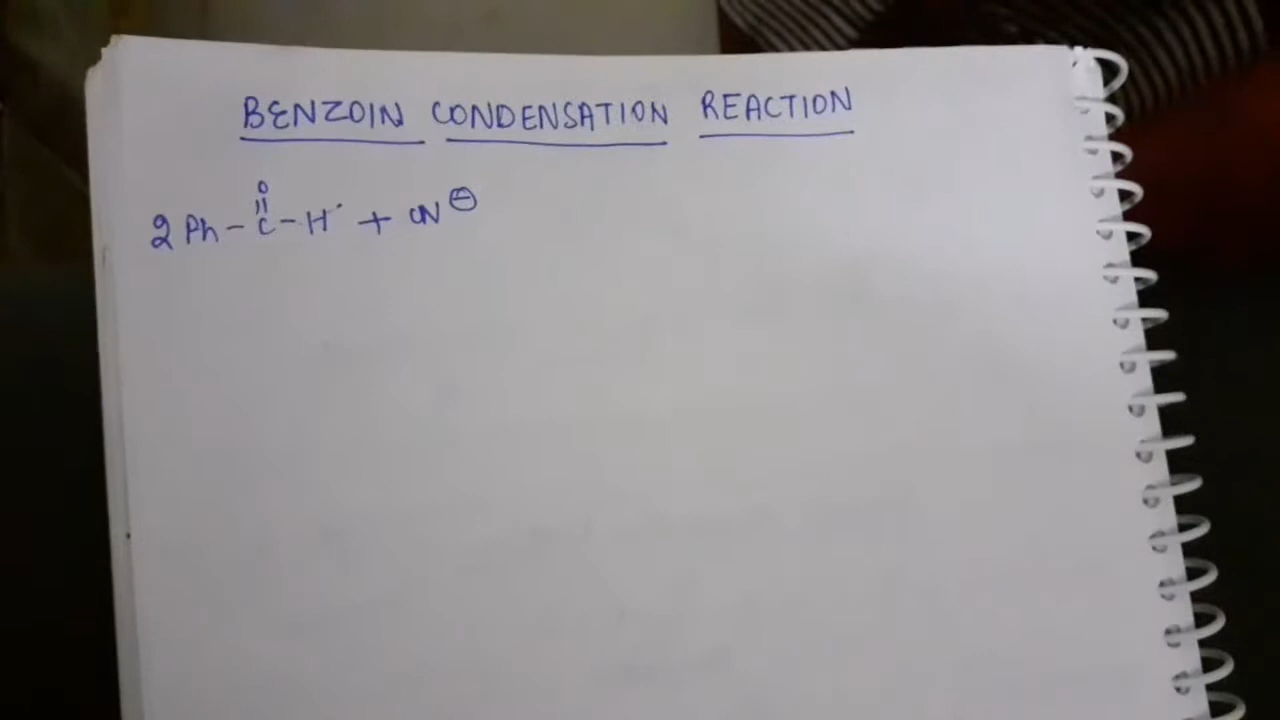 BENZOIN CONDENSATION REACTION
O
||
2 Ph - C - H + CN ⊖